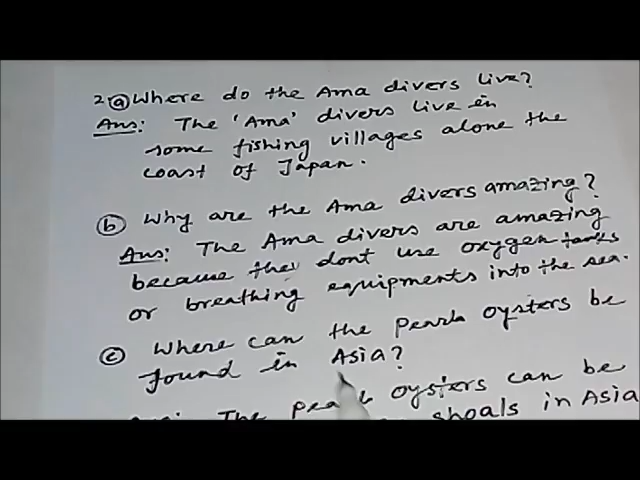 2. (a) Where do the Ama divers live?
Ans: The 'Ama' divers live in
some fishing villages alone the
coast of Japan.
(b) Why are the Ama divers amazing?
Ans: The Ama divers are amazing
because they dont use oxygen tanks
or breathing equipments into the sea.
(c) Where can the pearl oysters be
found in Asia?
The pearl oysters can be
shoals in Asia